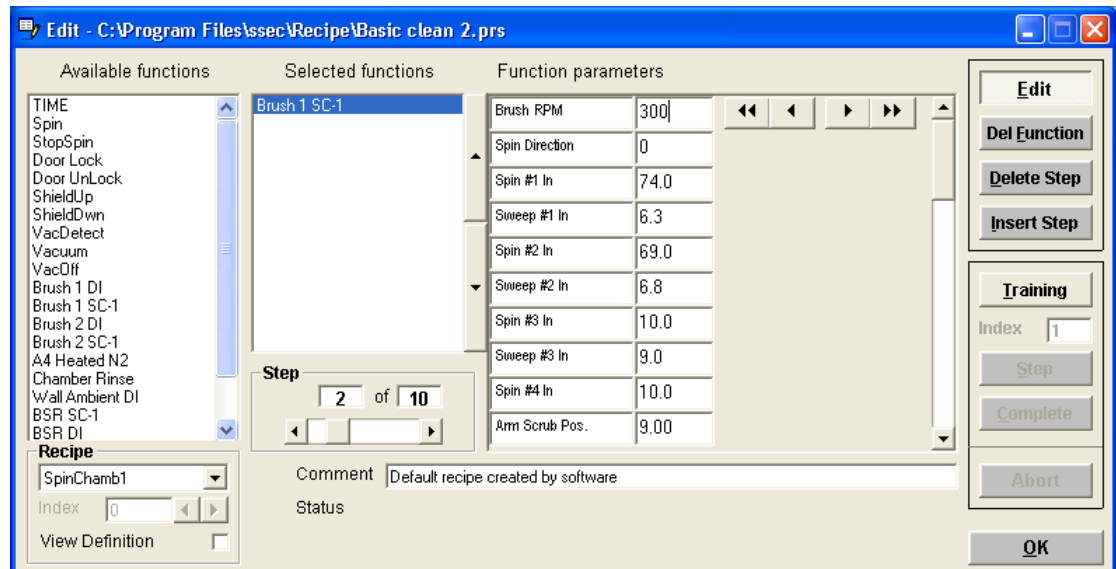 Edit - C:\Program Files\ssec\Recipe\Basic clean 2.prs
Available functions
Selected functions
Function parameters
TIME
Spin
StopSpin
Door Lock
Door UnLock
ShieldUp
ShieldDwn
VacDetect
Vacuum
VacOff
Brush 1 DI
Brush 1 SC-1
Brush 2 DI
Brush 2 SC-1
A4 Heated N2
Chamber Rinse
Wall Ambient DI
BSR SC-1
BSR DI
Brush 1 SC-1
Brush RPM 300
Spin Direction 0
Spin #1 In 74.0
Sweep #1 In 6.3
Spin #2 In 69.0
Sweep #2 In 6.8
Spin #3 In 10.0
Sweep #3 In 9.0
Spin #4 In 10.0
Arm Scrub Pos. 9.00
Edit
Del Function
Delete Step
Insert Step
Training
Index 1
Step
Complete
Abort
OK
Step
2 of 10
Recipe
SpinChamb1
Index 0
View Definition
Comment Default recipe created by software
Status